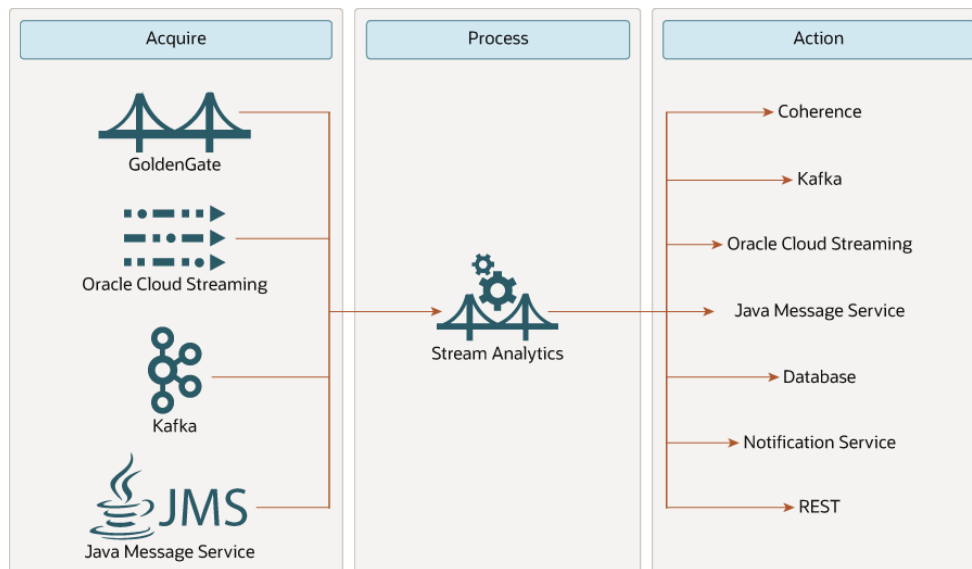 Acquire
Process
Action
GoldenGate
Oracle Cloud Streaming
Kafka
JMS
Java Message Service
Stream Analytics
Coherence
Kafka
Oracle Cloud Streaming
Java Message Service
Database
Notification Service
REST